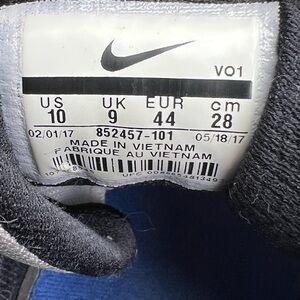 VO1
US UK EUR cm
10 9 44 28
02/01/17 852457-101 05/18/17
MADE IN VIETNAM
FABRIQUE AU VIETNAM